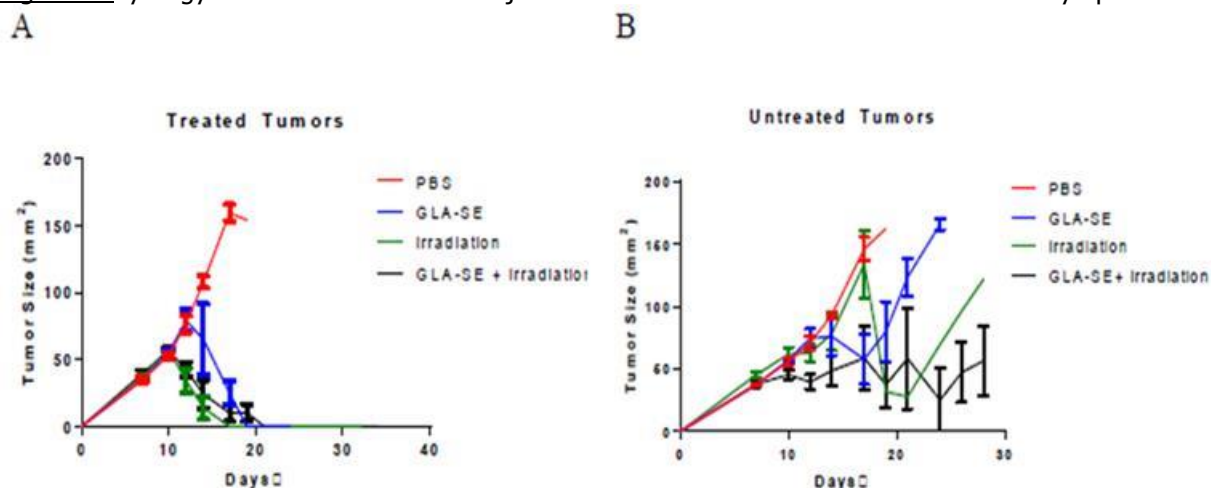 A
B
Treated Tumors
200
150
100
50
0
Tumor Size (mm²)
0 10 20 30 40
Days
PBS
GLA-SE
Irradiation
GLA-SE + Irradiation
Untreated Tumors
200
150
100
50
0
Tumor Size (mm²)
0 10 20 30
Days
PBS
GLA-SE
Irradiation
GLA-SE+ Irradiation